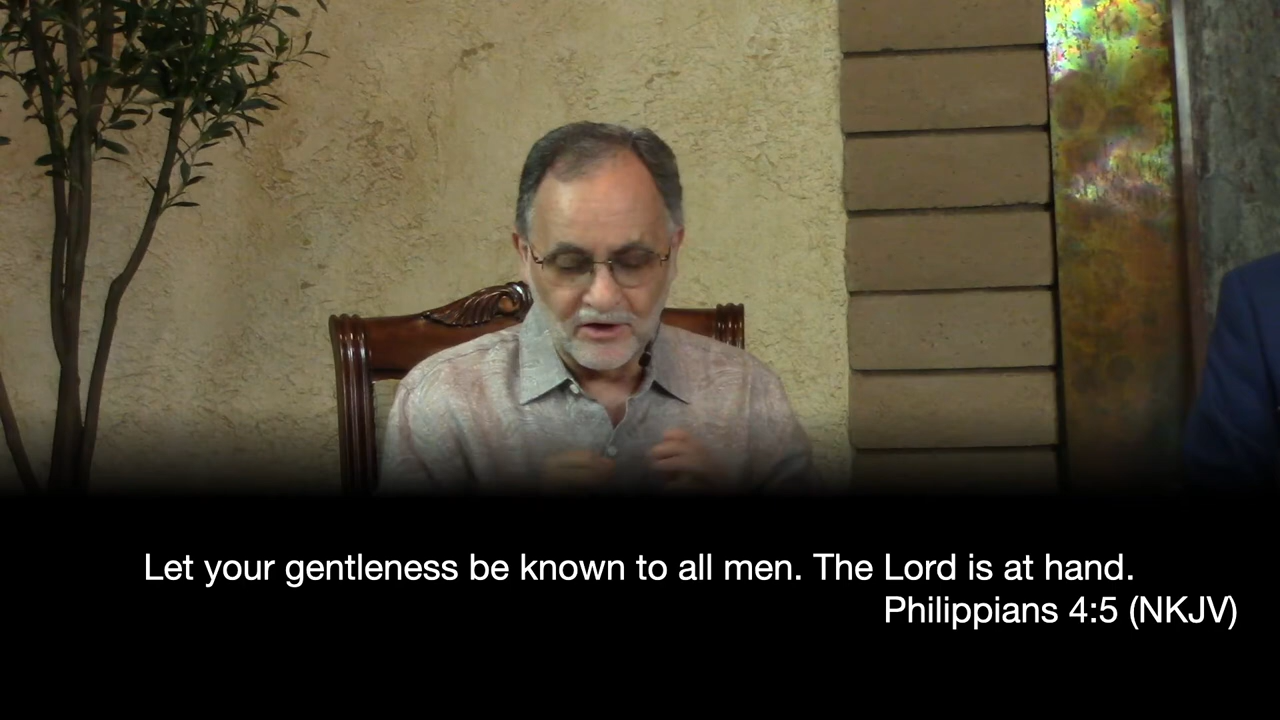 Let your gentleness be known to all men. The Lord is at hand.
Philippians 4:5 (NKJV)